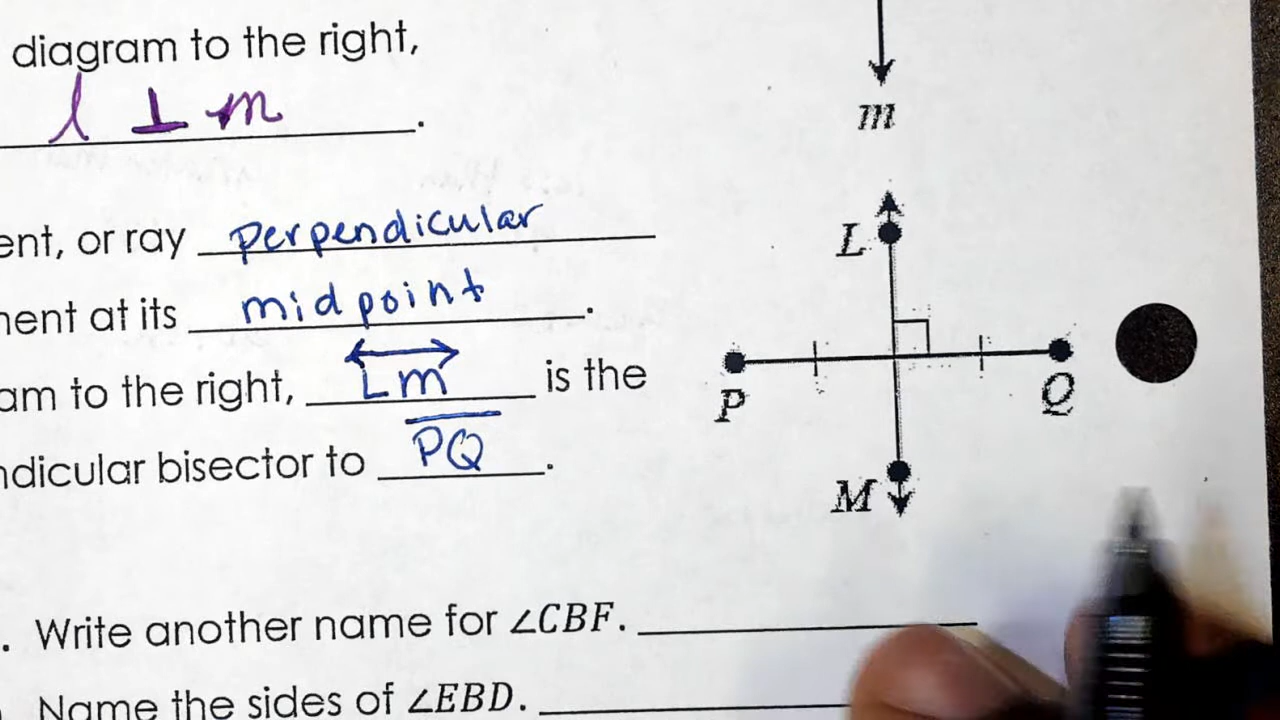 diagram to the right,
l ⊥ m.
m
ent, or ray perpendicular
L
ment at its midpoint.
am to the right, Lm is the
P
Q
ndicular bisector to PQ.
M
. Write another name for ∠CBF.
Name the sides of ∠EBD.